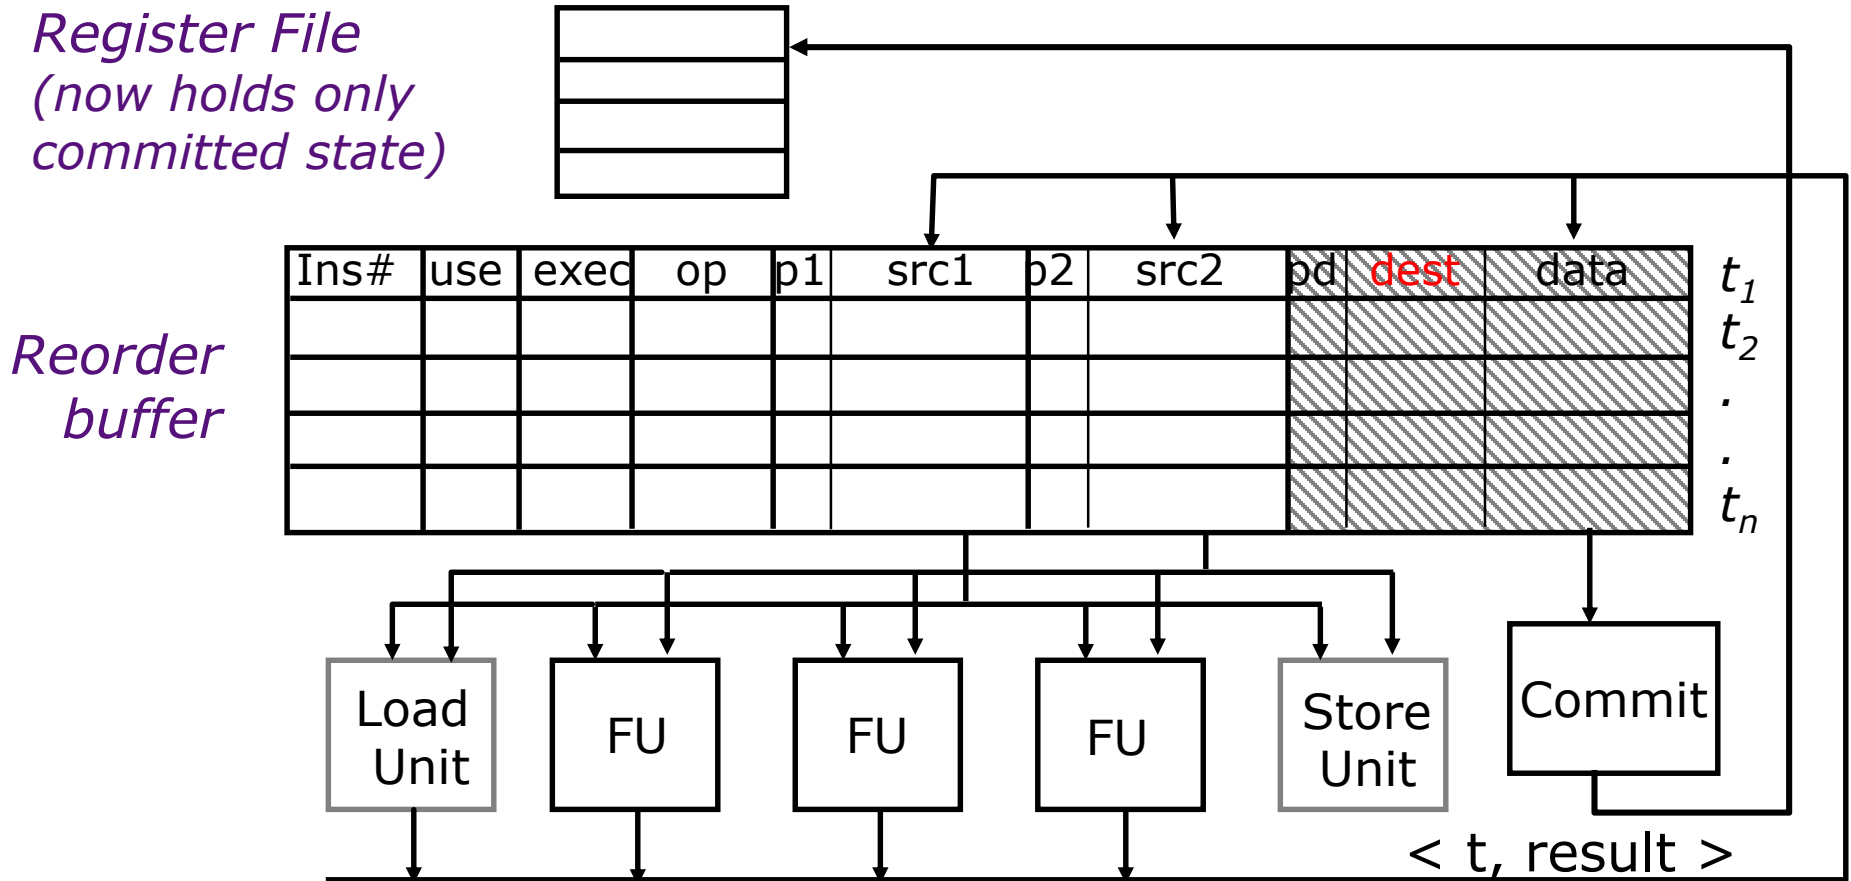 Register File
(now holds only
committed state)
Ins# use exec op p1 src1 p2 src2 pd dest data t1
t2
.
.
tn
Reorder
buffer
Load
Unit
FU
FU
FU
Store
Unit
Commit
< t, result >